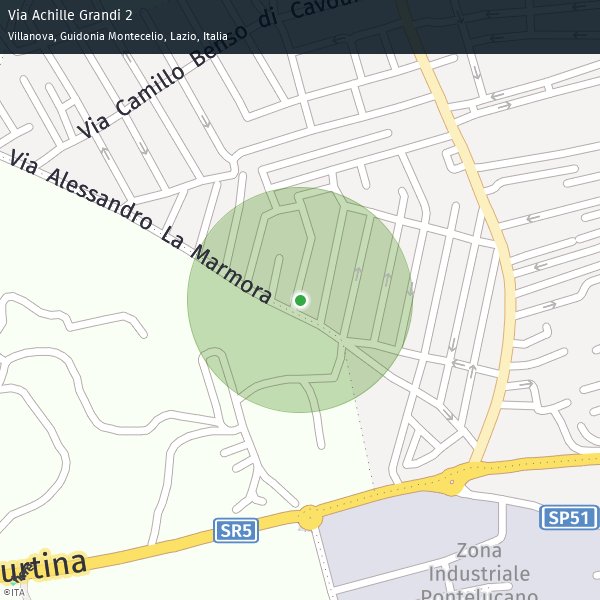 Via Achille Grandi 2
Villanova, Guidonia Montecelio, Lazio, Italia
Via Camillo Benso di Cavour
Via Alessandro La Marmora
SR5
SP51
urtina
Zona
Industriale
Pontelucano
©ITA